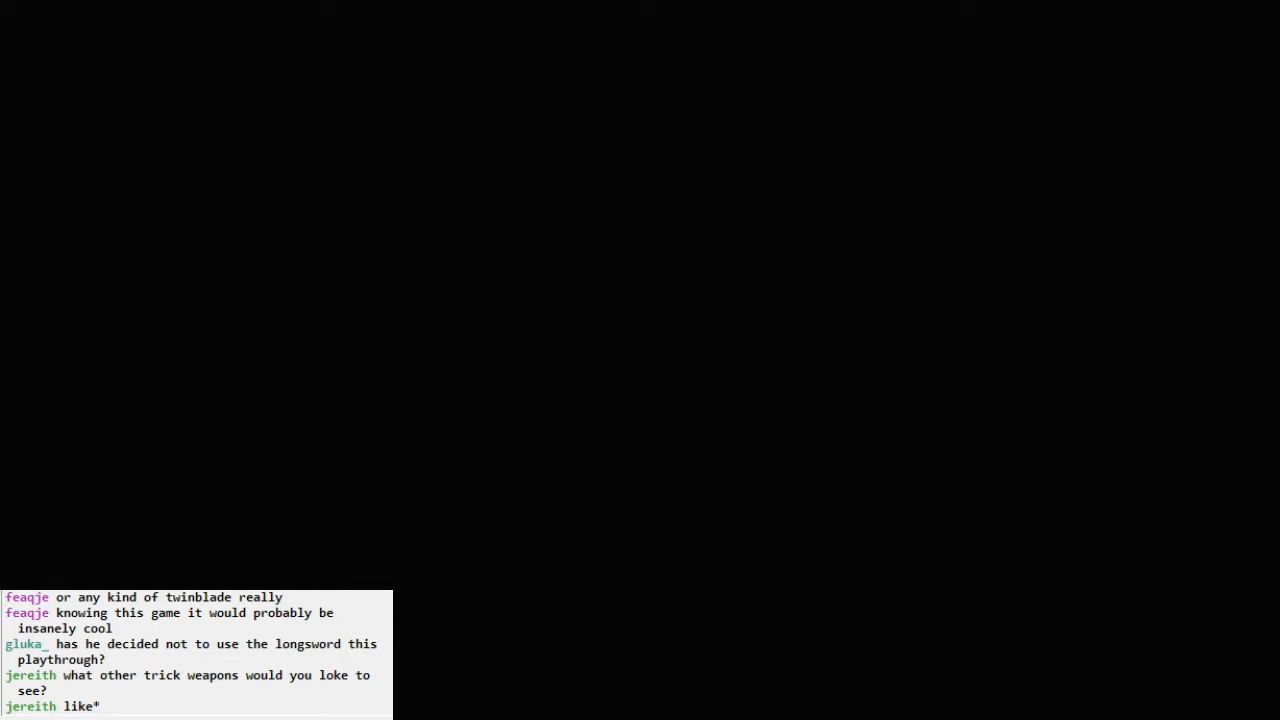 feaqje or any kind of twinblade really
feaqje knowing this game it would probably be
insanely cool
gluka_ has he decided not to use the longsword this
playthrough?
jereith what other trick weapons would you loke to
see?
jereith like*